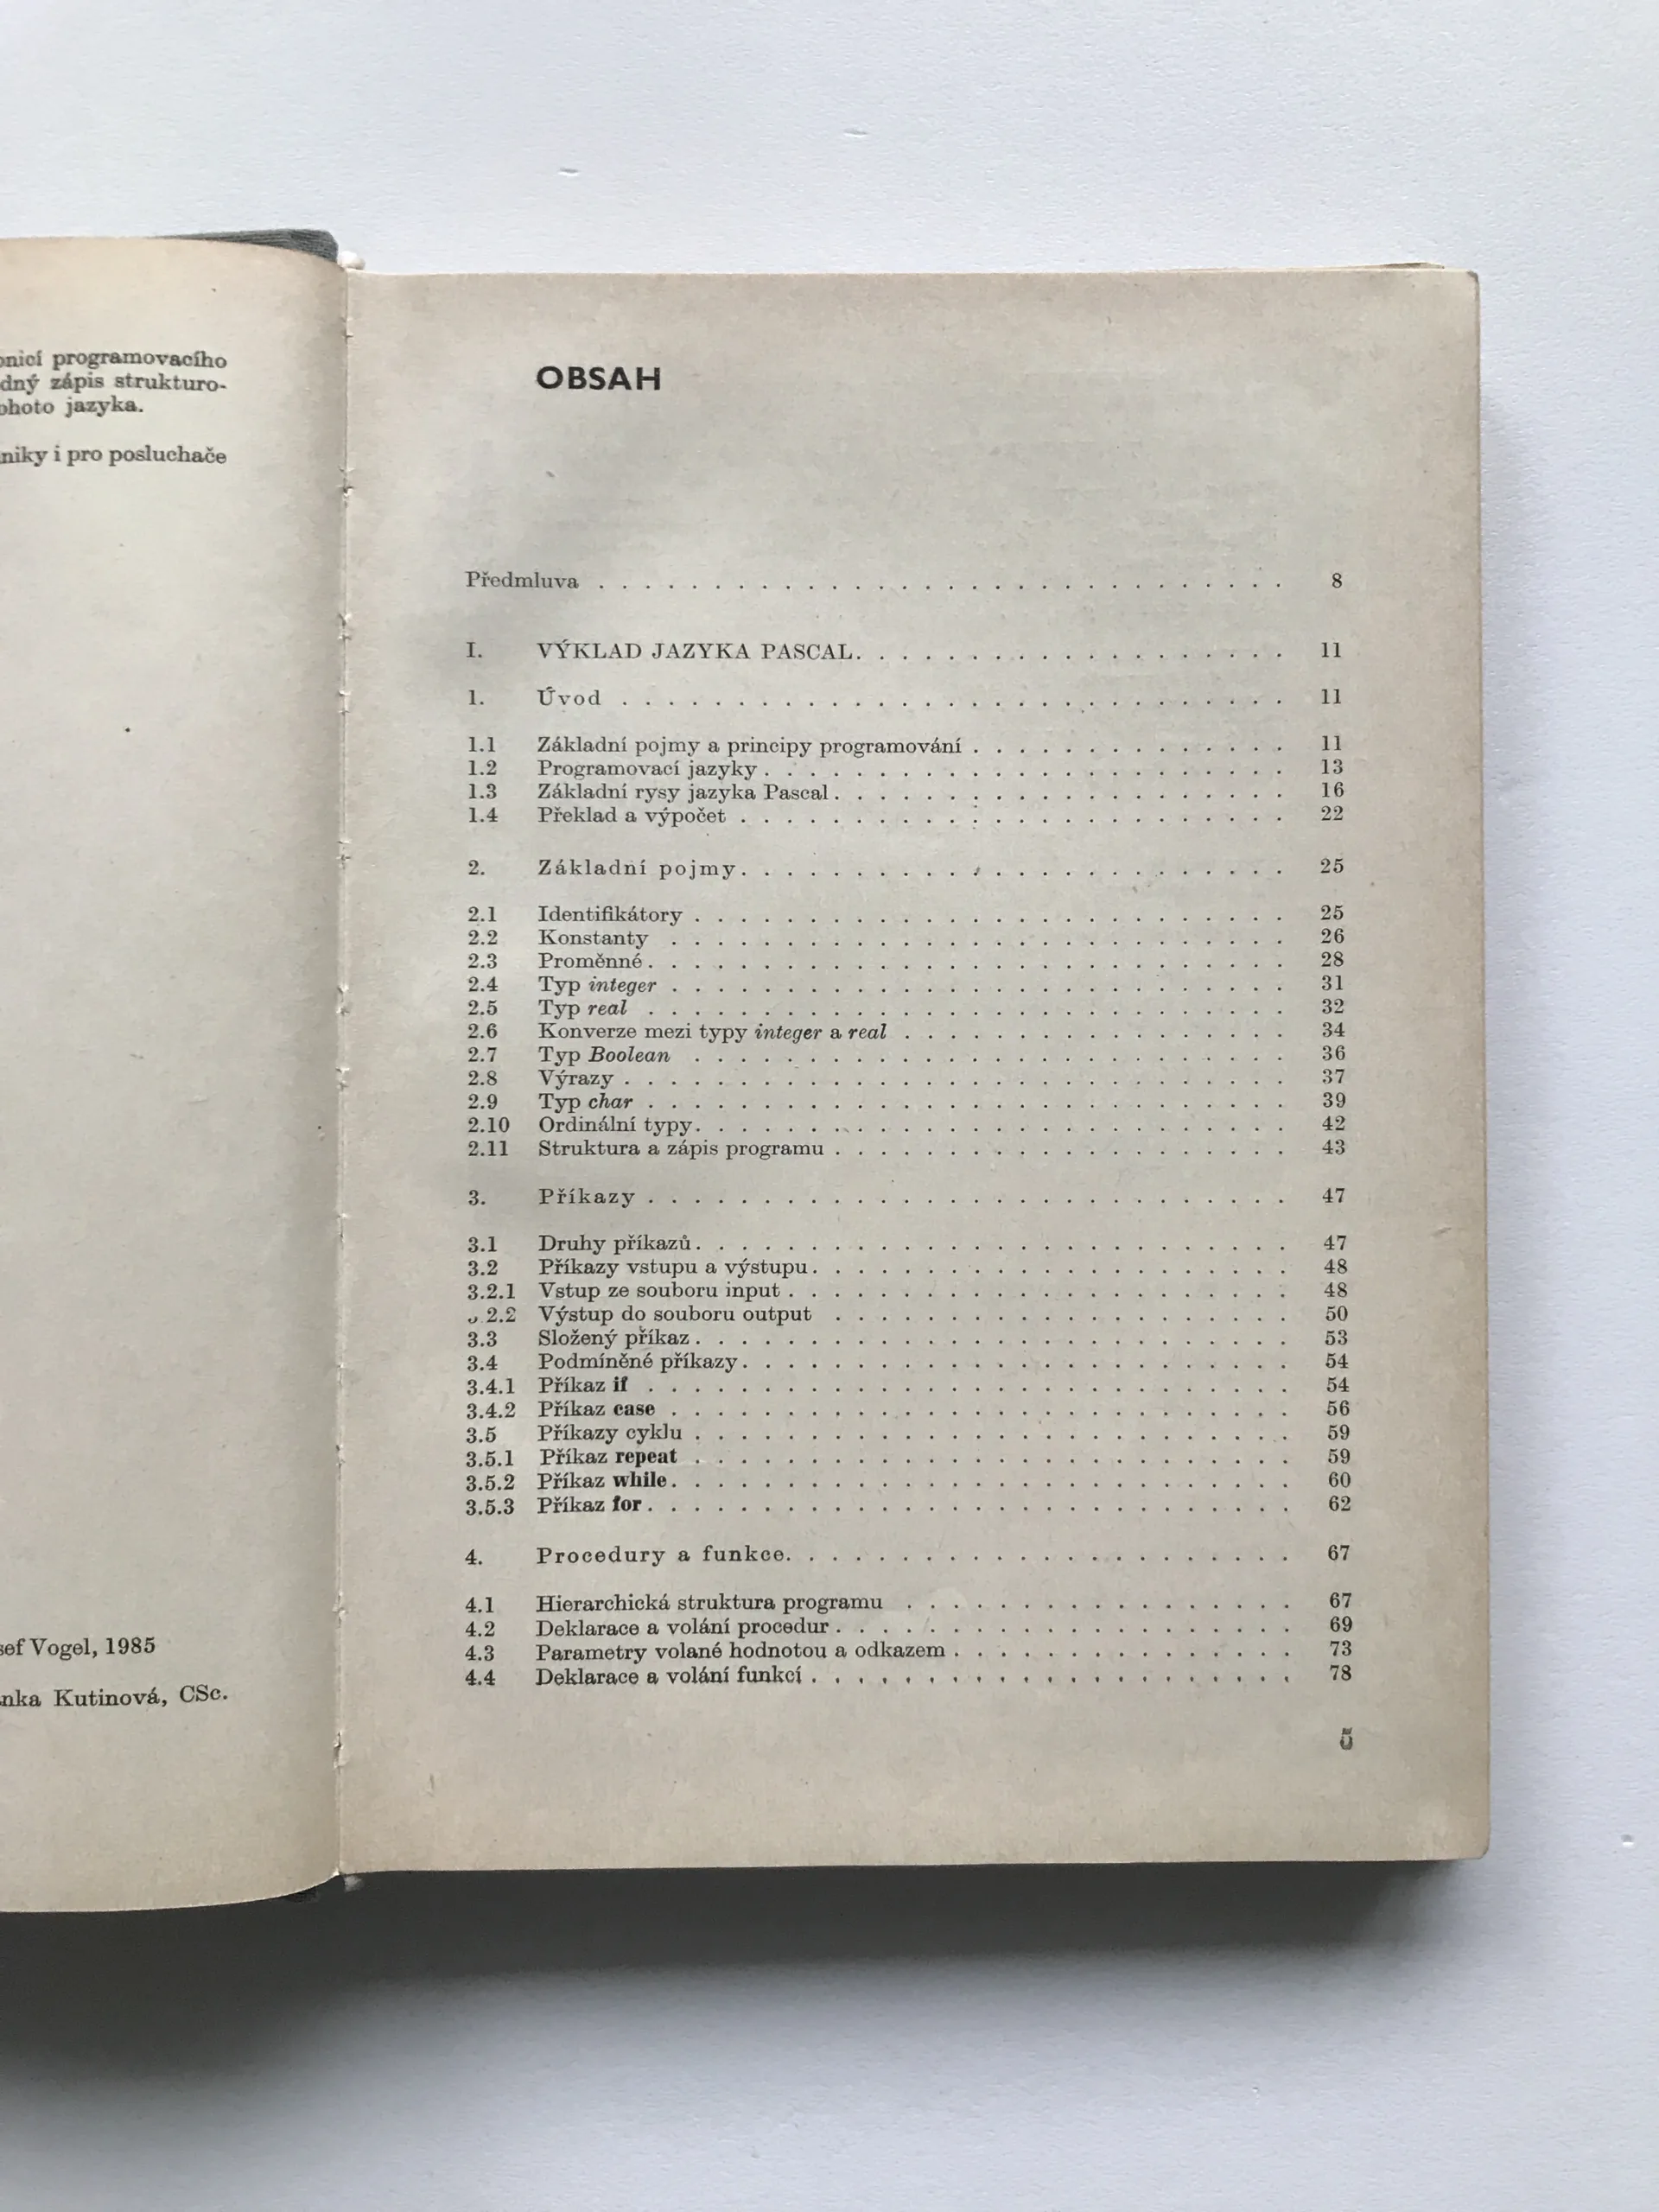 programovacího
zápis strukturo-
jazyka.
i pro posluchače
Vogel, 1985
Kutinová, CSc.
OBSAH
Předmluva . . . . . . . . . . . . . . . . . . . . . . . . . . . . . . 8
I. VÝKLAD JAZYKA PASCAL. . . . . . . . . . . . . . . . . . . 11
1. Úvod . . . . . . . . . . . . . . . . . . . . . . . . . . . . . 11
1.1 Základní pojmy a principy programování . . . . . . . . . . . . . . 11
1.2 Programovací jazyky . . . . . . . . . . . . . . . . . . . . . . . 13
1.3 Základní rysy jazyka Pascal . . . . . . . . . . . . . . . . . . . . 16
1.4 Překlad a výpočet . . . . . . . . . . . . . . . . . . . . . . . . 22
2. Základní pojmy. . . . . . . . . . . . . . . . . . . . . . . . 25
2.1 Identifikátory . . . . . . . . . . . . . . . . . . . . . . . . . . 25
2.2 Konstanty . . . . . . . . . . . . . . . . . . . . . . . . . . . 26
2.3 Proměnné . . . . . . . . . . . . . . . . . . . . . . . . . . . . 28
2.4 Typ integer . . . . . . . . . . . . . . . . . . . . . . . . . . . 31
2.5 Typ real . . . . . . . . . . . . . . . . . . . . . . . . . . . . 32
2.6 Konverze mezi typy integer a real . . . . . . . . . . . . . . . . . 34
2.7 Typ Boolean . . . . . . . . . . . . . . . . . . . . . . . . . . 36
2.8 Výrazy . . . . . . . . . . . . . . . . . . . . . . . . . . . . . 37
2.9 Typ char . . . . . . . . . . . . . . . . . . . . . . . . . . . . 39
2.10 Ordinální typy. . . . . . . . . . . . . . . . . . . . . . . . . . 42
2.11 Struktura a zápis programu . . . . . . . . . . . . . . . . . . . . 43
3. Příkazy . . . . . . . . . . . . . . . . . . . . . . . . . . . . 47
3.1 Druhy příkazů. . . . . . . . . . . . . . . . . . . . . . . . . . 47
3.2 Příkazy vstupu a výstupu. . . . . . . . . . . . . . . . . . . . . 48
3.2.1 Vstup ze souboru input . . . . . . . . . . . . . . . . . . . . . . 48
2.2 Výstup do souboru output . . . . . . . . . . . . . . . . . . . . 50
3.3 Složený příkaz . . . . . . . . . . . . . . . . . . . . . . . . . . 53
3.4 Podmíněné příkazy. . . . . . . . . . . . . . . . . . . . . . . . 54
3.4.1 Příkaz if . . . . . . . . . . . . . . . . . . . . . . . . . . . . 54
3.4.2 Příkaz case . . . . . . . . . . . . . . . . . . . . . . . . . . . 56
3.5 Příkazy cyklu . . . . . . . . . . . . . . . . . . . . . . . . . . 59
3.5.1 Příkaz repeat . . . . . . . . . . . . . . . . . . . . . . . . . . 59
3.5.2 Příkaz while. . . . . . . . . . . . . . . . . . . . . . . . . . . 60
3.5.3 Příkaz for . . . . . . . . . . . . . . . . . . . . . . . . . . . . 62
4. Procedury a funkce. . . . . . . . . . . . . . . . . . . . . . 67
4.1 Hierarchická struktura programu . . . . . . . . . . . . . . . . . 67
4.2 Deklarace a volání procedur . . . . . . . . . . . . . . . . . . . . 69
4.3 Parametry volané hodnotou a odkazem . . . . . . . . . . . . . . . 73
4.4 Deklarace a volání funkcí . . . . . . . . . . . . . . . . . . . . . 78
5